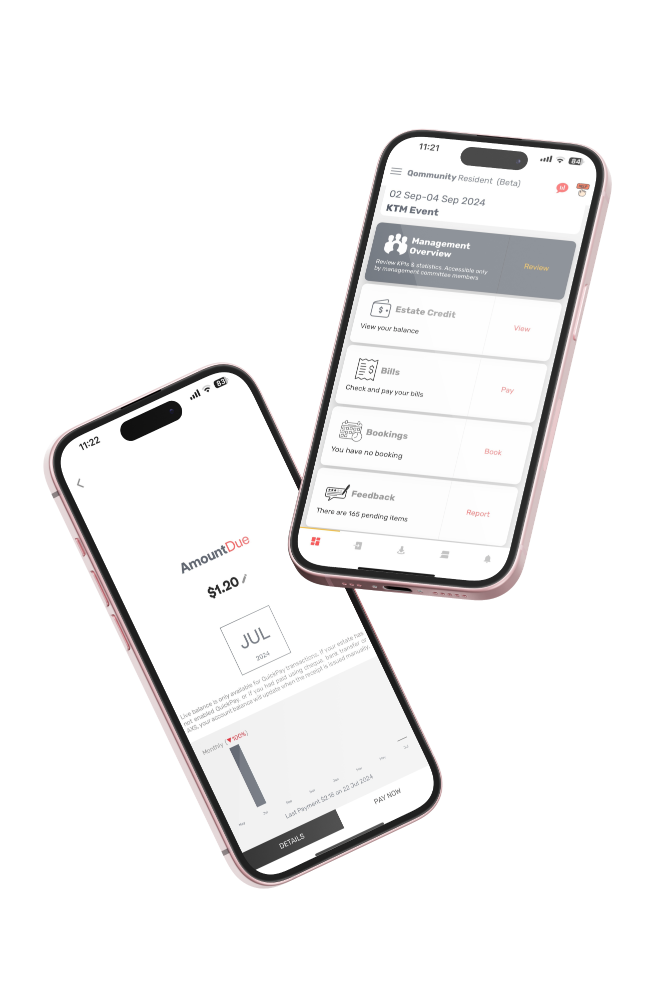 11:21
84
Qommunity Resident (Beta)
02 Sep-04 Sep 2024
KTM Event
Management
Overview
Review KPIs & statistics. Accessible only
by management committee members
Review
Estate Credit
View your balance
View
Bills
Check and pay your bills
Pay
Bookings
You have no booking
Book
Feedback
There are 165 pending items
Report
11:22
83
AmountDue
$1.20
JUL
2024
Live balance is only available for QuickPay transactions. If your estate has
not enabled QuickPay, or if you had paid using cheque, bank transfer or
AXS, your account balance will update when the receipt is issued manually.
Monthly (▼100%)
Last Payment $2.16 on 22 Jul 2024
DETAILS
PAY NOW